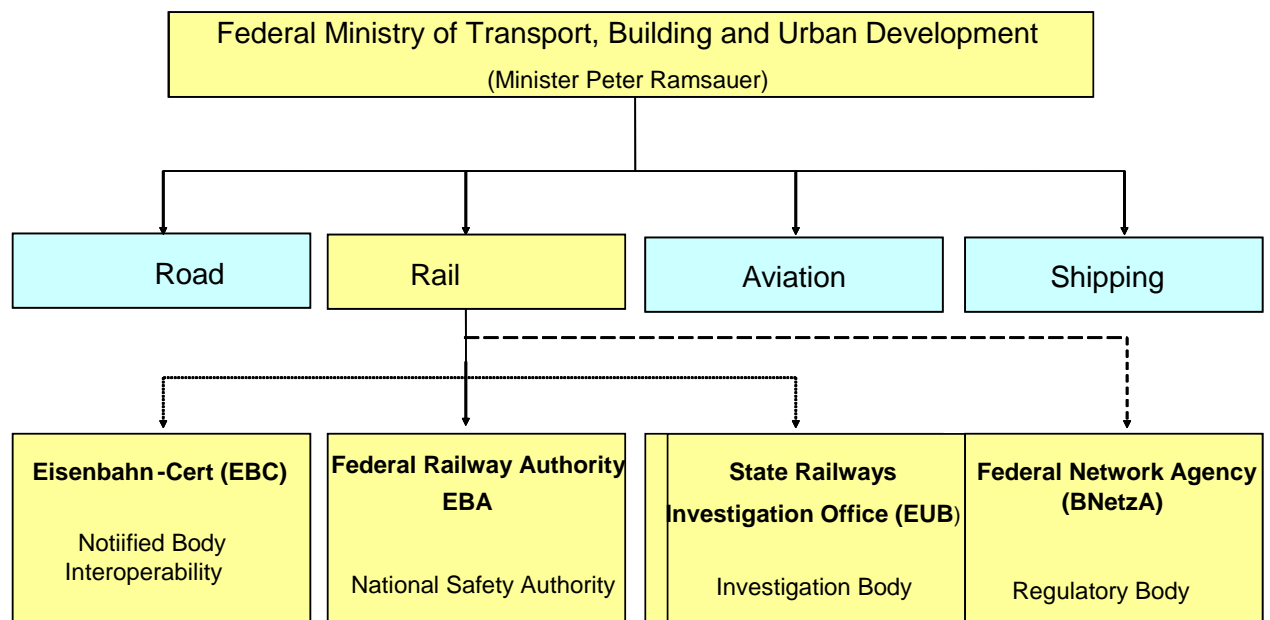 Federal Ministry of Transport, Building and Urban Development
(Minister Peter Ramsauer)
Road
Rail
Aviation
Shipping
Eisenbahn-Cert (EBC)
Notiified Body
Interoperability
Federal Railway Authority
EBA
National Safety Authority
State Railways
Investigation Office (EUB)
Investigation Body
Federal Network Agency
(BNetzA)
Regulatory Body